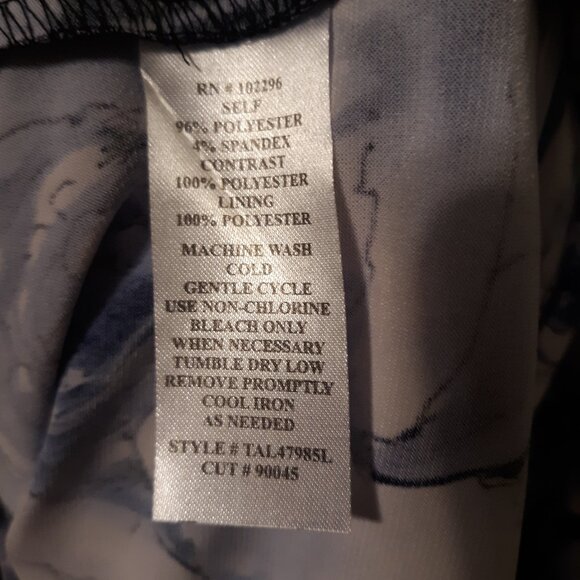 RN # 102296
SELF
96% POLYESTER
4% SPANDEX
CONTRAST
100% POLYESTER
LINING
100% POLYESTER
MACHINE WASH
COLD
GENTLE CYCLE
USE NON-CHLORINE
BLEACH ONLY
WHEN NECESSARY
TUMBLE DRY LOW
REMOVE PROMPTLY
COOL IRON
AS NEEDED
STYLE # TAL47985L
CUT # 90045